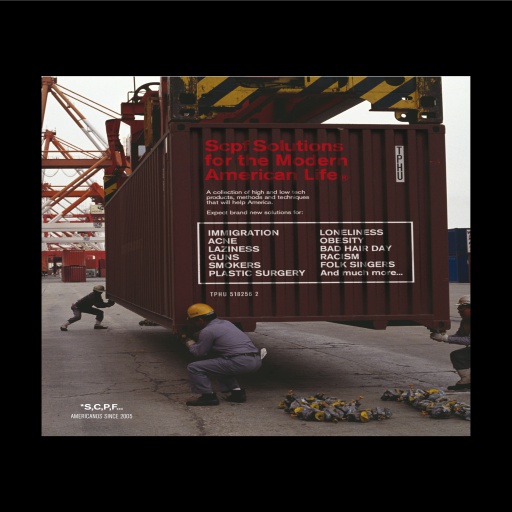 Scpf Solutions
for the Modern
American Life.
A collection of high and low tech
products, methods and techniques
that will help America.
Expect brand new solutions for:
IMMIGRATION
ACNE
LAZINESS
GUNS
SMOKERS
PLASTIC SURGERY
LONELINESS
OBESITY
BAD HAIR DAY
RACISM
FOLK SINGERS
And much more...
TPHU
TPHU 518256 2
*S,C,P,F...
AMERICANOS SINCE 2005